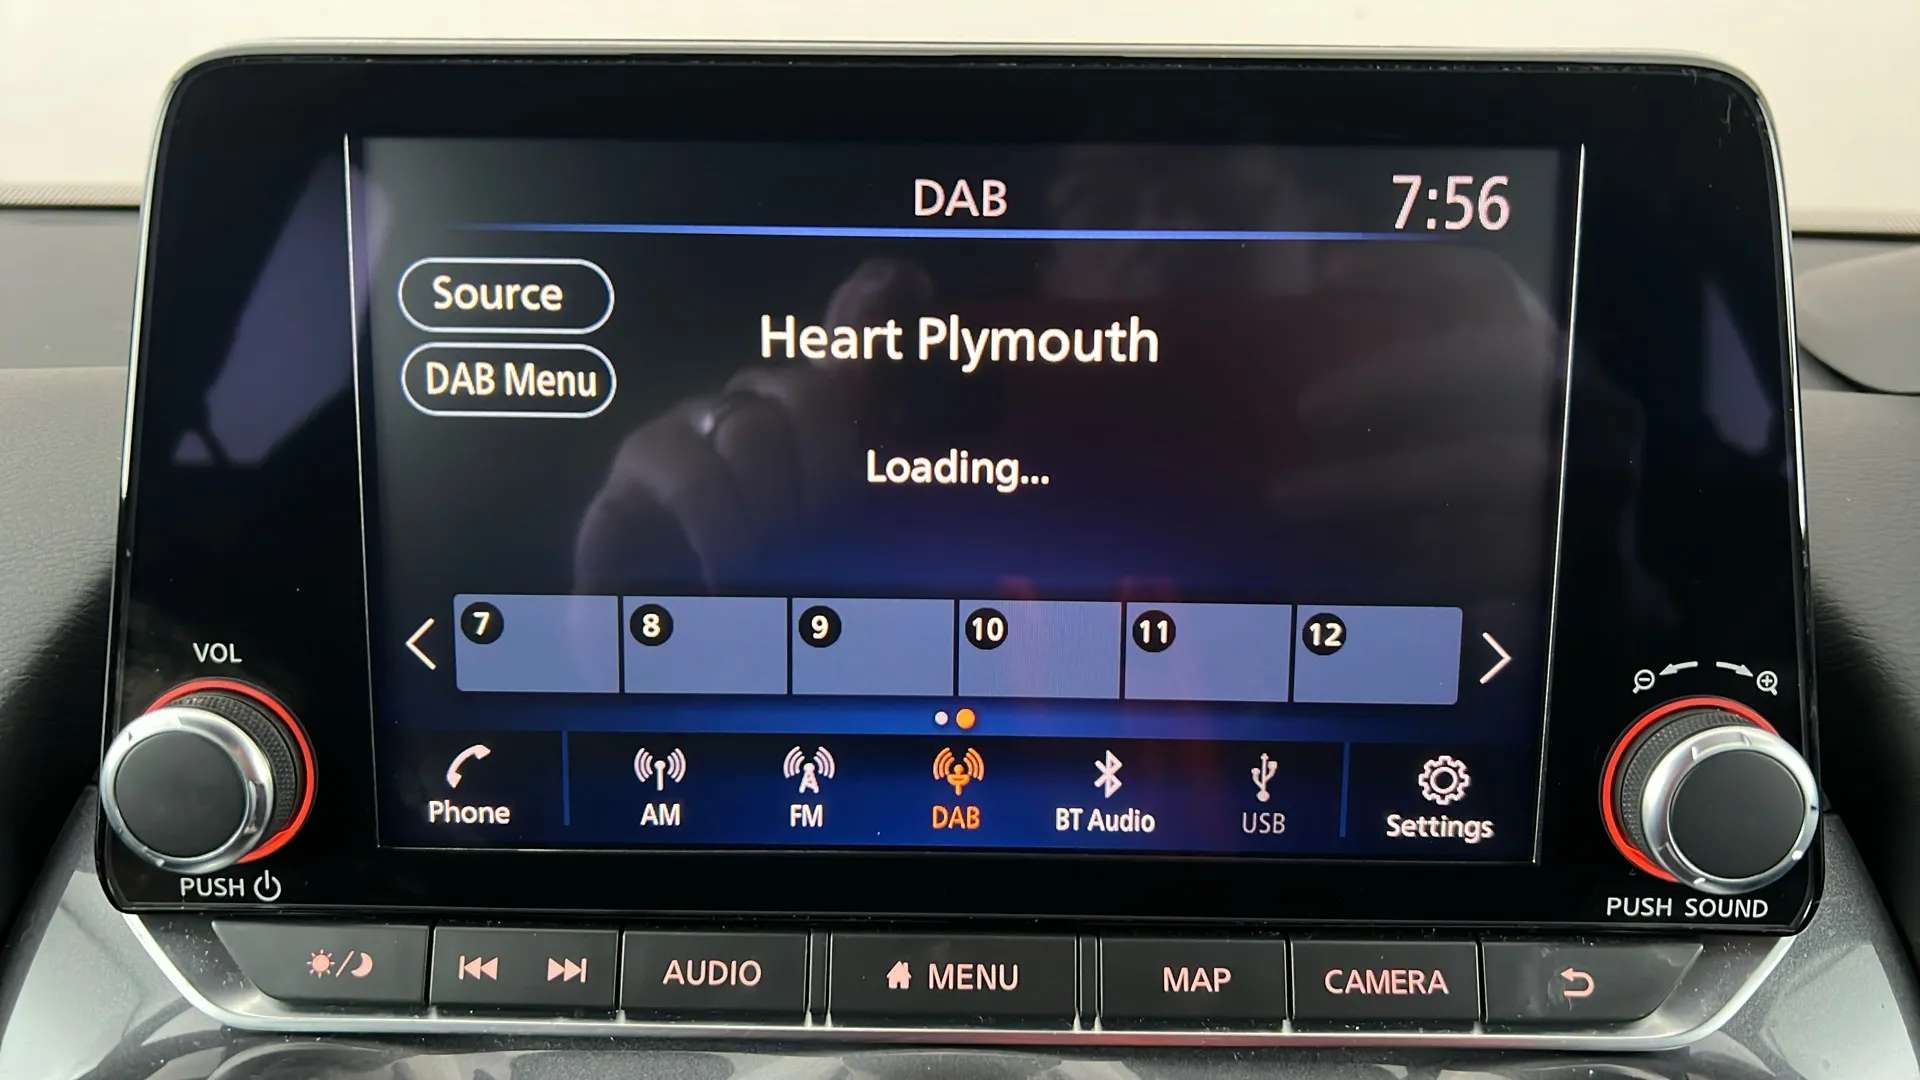 DAB
7:56
Source
DAB Menu
Heart Plymouth
Loading...
7 8 9 10 11 12
Phone AM FM DAB BT Audio USB Settings
VOL
PUSH
PUSH SOUND
AUDIO MENU MAP CAMERA